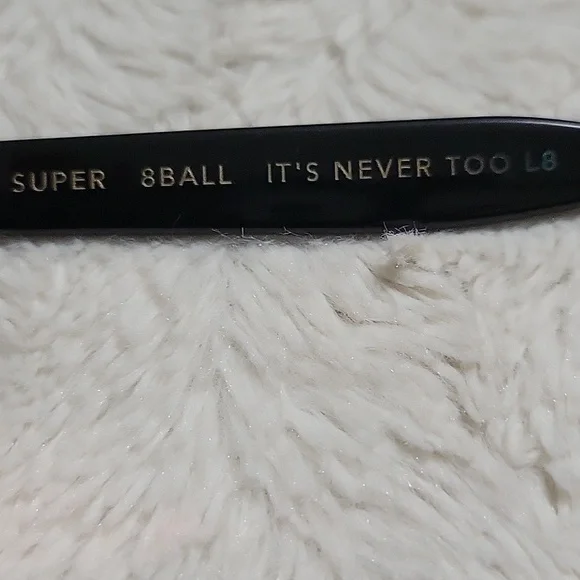 SUPER 8BALL IT'S NEVER TOO L8